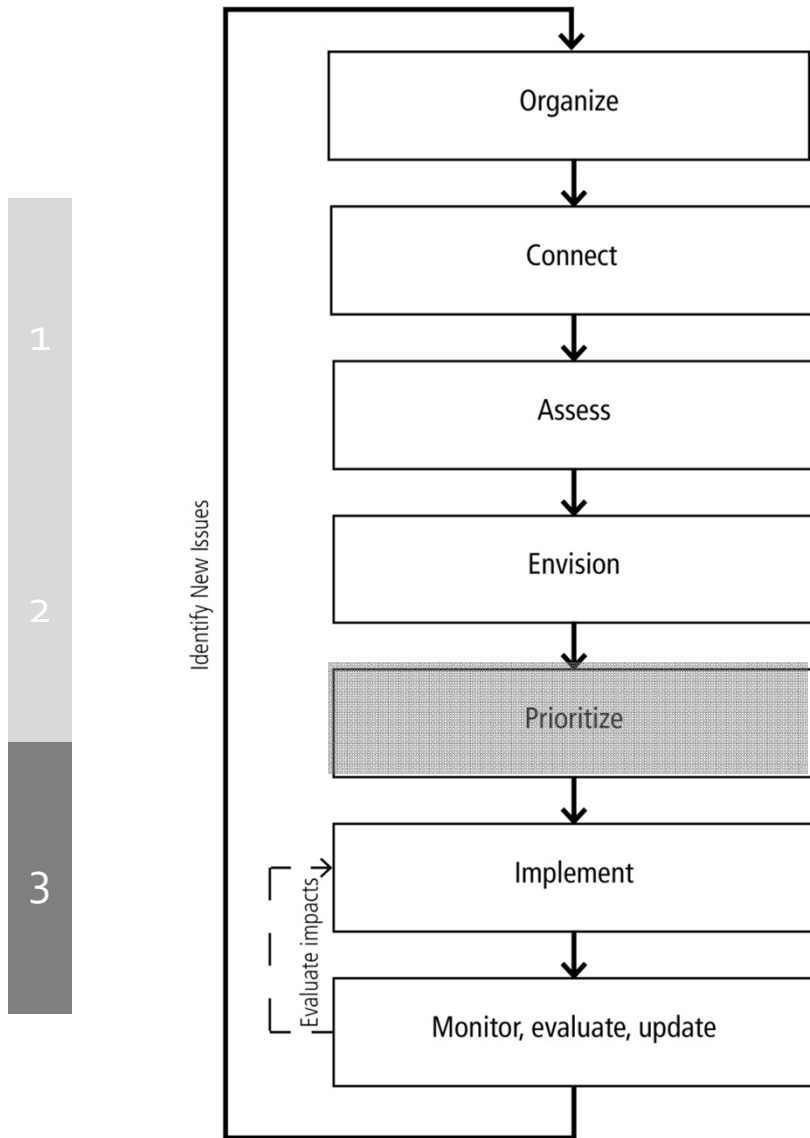 Organize
Connect
1
Assess
Identify New Issues
Envision
2
Prioritize
Implement
3
Evaluate impacts
Monitor, evaluate, update